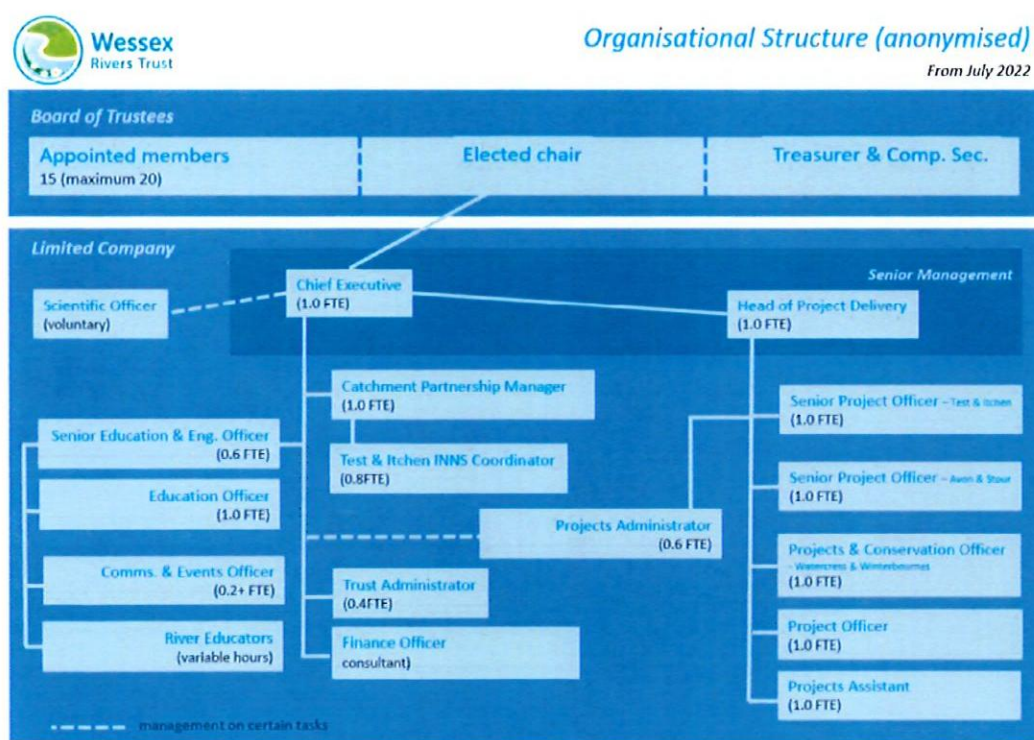 Wessex
Rivers Trust
Organisational Structure (anonymised)
From July 2022
Board of Trustees
Appointed members
15 (maximum 20)
Elected chair
Treasurer & Comp. Sec.
Limited Company
Senior Management
Scientific Officer
(voluntary)
Chief Executive
(1.0 FTE)
Head of Project Delivery
(1.0 FTE)
Catchment Partnership Manager
(1.0 FTE)
Test & Itchen INNS Coordinator
(0.8FTE)
Senior Education & Eng. Officer
(0.6 FTE)
Education Officer
(1.0 FTE)
Comms. & Events Officer
(0.2+ FTE)
River Educators
(variable hours)
Projects Administrator
(0.6 FTE)
Trust Administrator
(0.4FTE)
Finance Officer
consultant)
Senior Project Officer – Test & Itchen
(1.0 FTE)
Senior Project Officer – Avon & Stour
(1.0 FTE)
Projects & Conservation Officer
- Watercress & Winterbournes
(1.0 FTE)
Project Officer
(1.0 FTE)
Projects Assistant
(1.0 FTE)
management on certain tasks